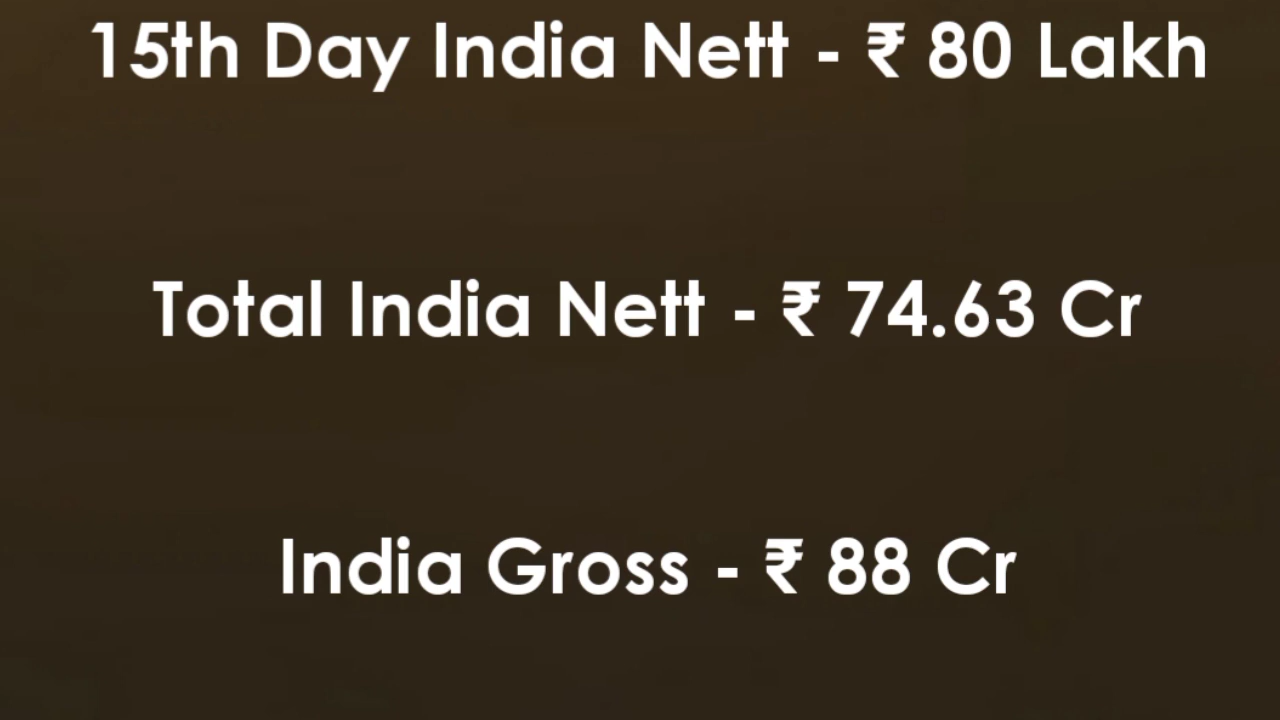 15th Day India Nett - ₹ 80 Lakh
Total India Nett - ₹ 74.63 Cr
India Gross - ₹ 88 Cr